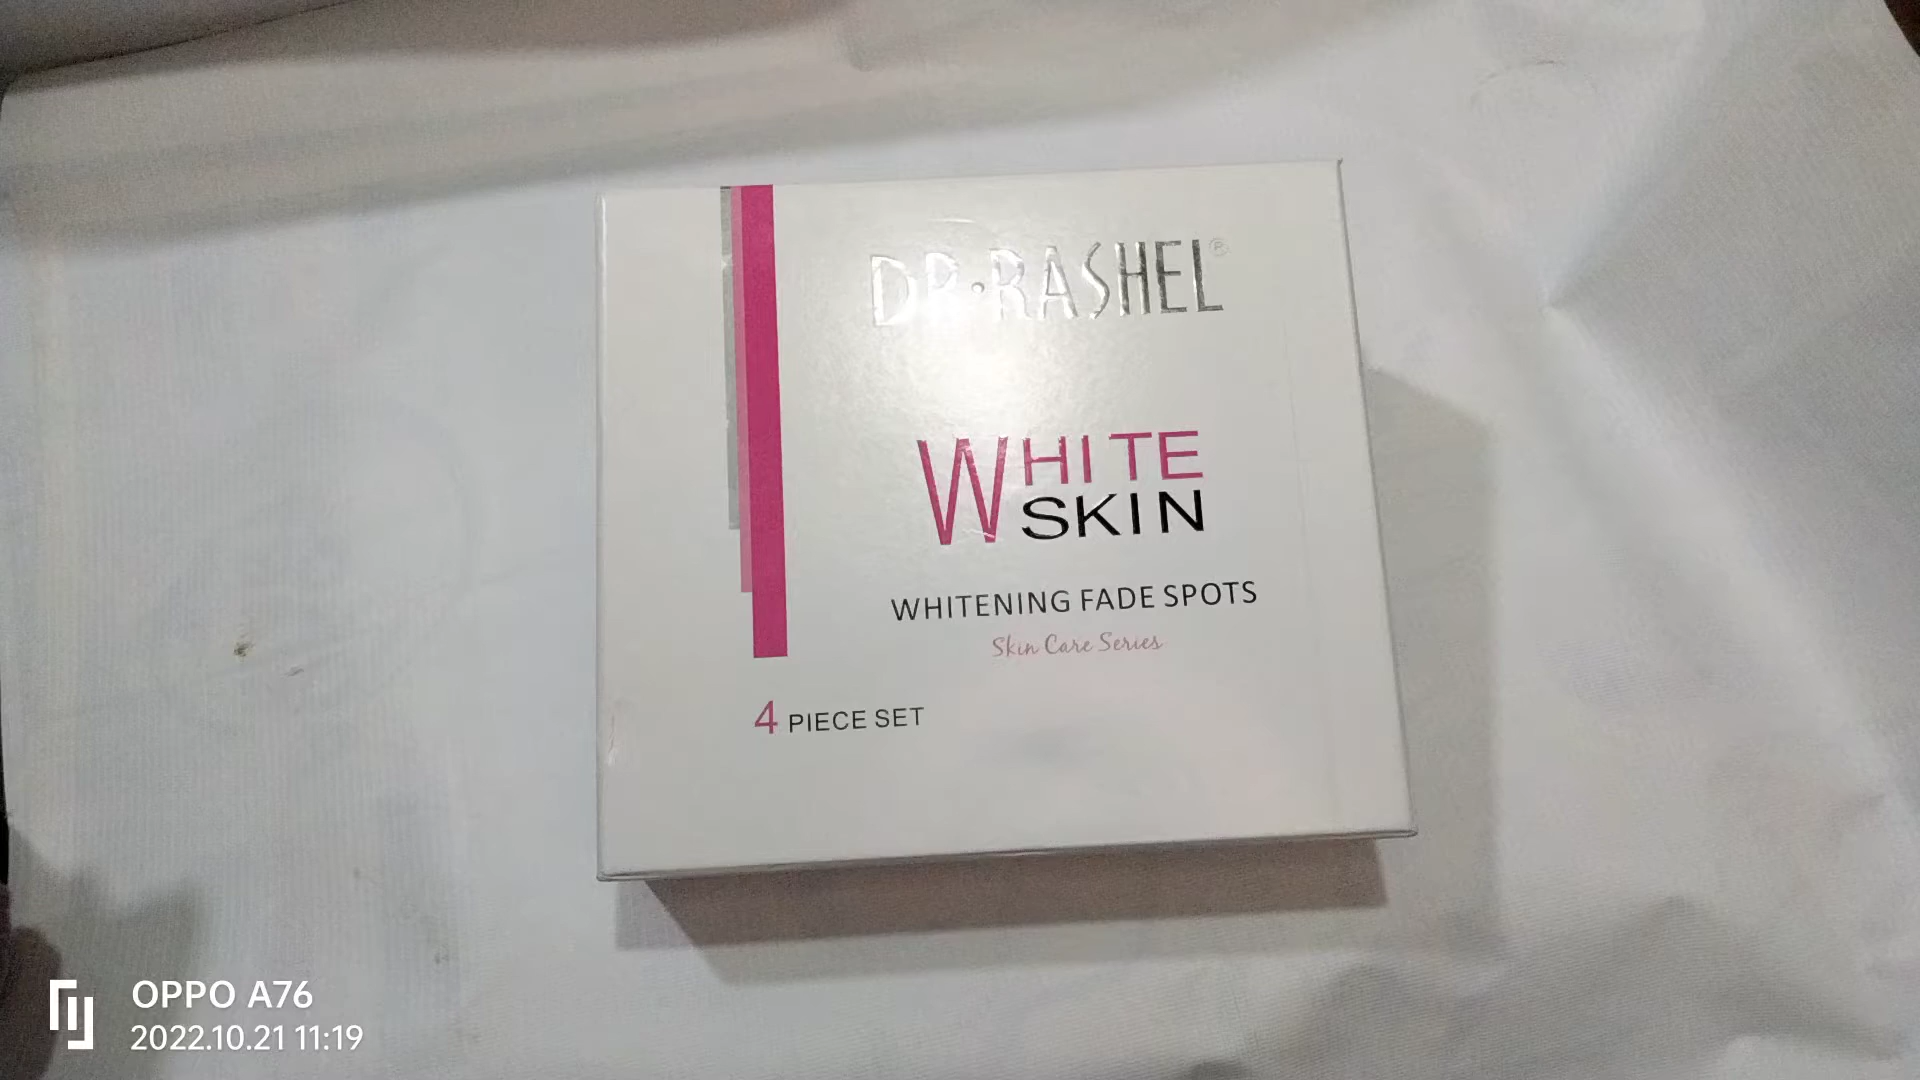 DR·RASHEL®
WHITE
SKIN
WHITENING FADE SPOTS
Skin Care Series
4 PIECE SET
OPPO A76
2022.10.21 11:19